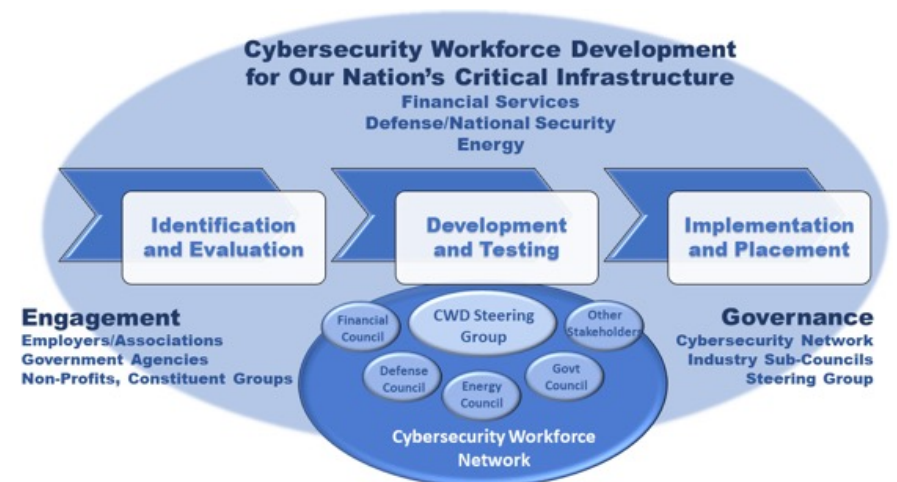 Cybersecurity Workforce Development
for Our Nation's Critical Infrastructure
Financial Services
Defense/National Security
Energy
Identification
and Evaluation
Development
and Testing
Implementation
and Placement
Engagement
Employers/Associations
Government Agencies
Non-Profits, Constituent Groups
Financial
Council
CWD Steering
Group
Other
Stakeholders
Defense
Council
Energy
Council
Govt
Council
Cybersecurity Workforce
Network
Governance
Cybersecurity Network
Industry Sub-Councils
Steering Group